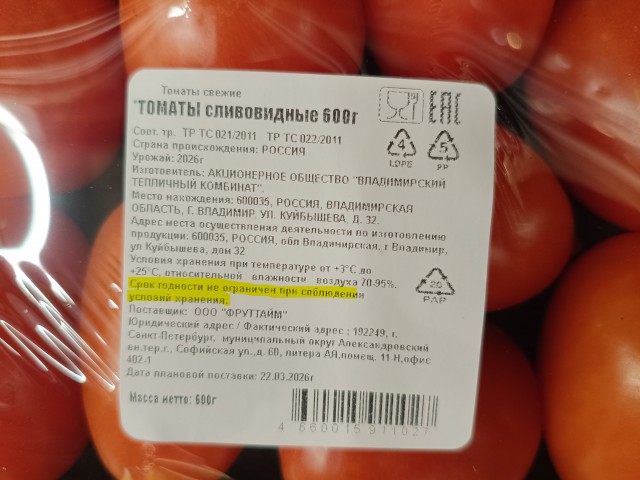 Томаты свежие
*ТОМАТЫ сливовидные 600г
Соот. тр. ТР ТС 021/2011 ТР ТС 022/2011
Страна происхождения: РОССИЯ
Урожай: 2026г
Изготовитель: АКЦИОНЕРНОЕ ОБЩЕСТВО "ВЛАДИМИРСКИЙ
ТЕПЛИЧНЫЙ КОМБИНАТ".
Место нахождения: 600035, РОССИЯ, ВЛАДИМИРСКАЯ
ОБЛАСТЬ, Г. ВЛАДИМИР, УЛ. КУЙБЫШЕВА, Д. 32.
Адрес места осуществления деятельности по изготовлению
продукции: 600035, РОССИЯ, обл Владимирская, г Владимир,
ул Куйбышева, дом 32
Условия хранения при температуре от +3°С до
+25°С, относительной влажности воздуха 70-95%.
Срок годности не ограничен при соблюдении
условий хранения.
Поставщик: ООО "ФРУТТАЙМ"
Юридический адрес / Фактический адрес : 192249, г.
Санкт-Петербург, муниципальный округ Александровский
вн.тер.г., Софийская ул.,д. 60, литера АЯ,помещ. 11-Н,офис
402-1
Дата плановой поставки: 22.03.2026г
Масса нетто: 600г
4 660015 911027
EAC
4
LDPE
5
PP
20
PAP